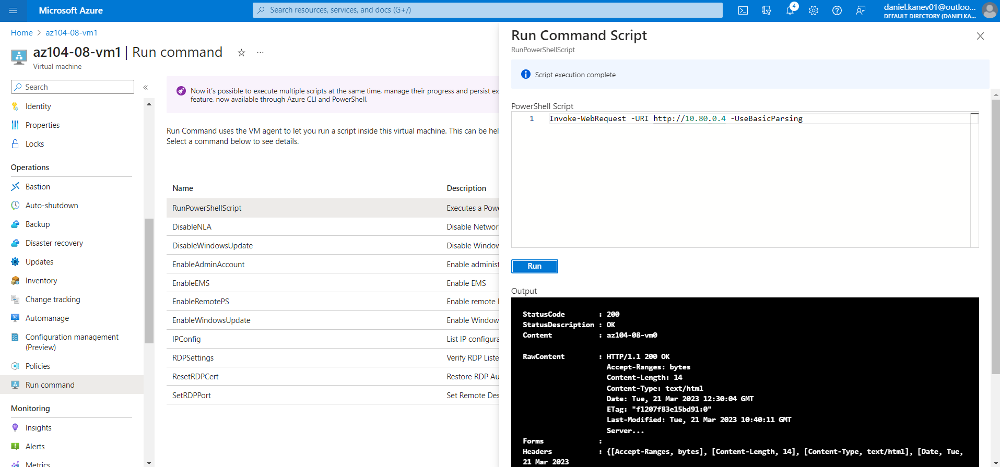 Microsoft Azure
Search resources, services, and docs (G+/)
4
daniel.kanev01@outloo...
DEFAULT DIRECTORY (DANIELKA...
Home > az104-08-vm1
az104-08-vm1 | Run command
Virtual machine
Search
«
Identity
Properties
Locks
Operations
Bastion
Auto-shutdown
Backup
Disaster recovery
Updates
Inventory
Change tracking
Automanage
Configuration management
(Preview)
Policies
Run command
Monitoring
Insights
Alerts
Metrics
Now it's possible to execute multiple scripts at the same time, manage their progress and persist ex
feature, now available through Azure CLI and PowerShell.
Run Command uses the VM agent to let you run a script inside this virtual machine. This can be hel
Select a command below to see details.
Name Description
RunPowerShellScript Executes a Powe
DisableNLA Disable Networ
DisableWindowsUpdate Disable Window
EnableAdminAccount Enable administ
EnableEMS Enable EMS
EnableRemotePS Enable remote P
EnableWindowsUpdate Enable Window
IPConfig List IP configura
RDPSettings Verify RDP Liste
ResetRDPCert Restore RDP Au
SetRDPPort Set Remote Des
Run Command Script
RunPowerShellScript
Script execution complete
PowerShell Script
1 Invoke-WebRequest -URI http://10.80.0.4 -UseBasicParsing
Run
Output
StatusCode : 200
StatusDescription : OK
Content : az104-08-vm0
RawContent : HTTP/1.1 200 OK
Accept-Ranges: bytes
Content-Length: 14
Content-Type: text/html
Date: Tue, 21 Mar 2023 12:30:04 GMT
ETag: "f1207f83e15bd91:0"
Last-Modified: Tue, 21 Mar 2023 10:40:11 GMT
Server...
Forms :
Headers : {[Accept-Ranges, bytes], [Content-Length, 14], [Content-Type, text/html], [Date, Tue,
21 Mar 2023